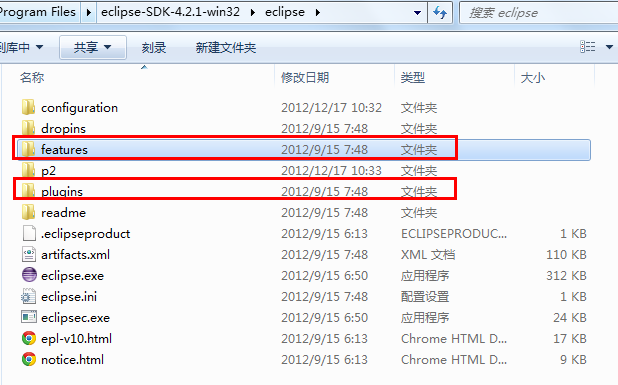 Program Files ▸ eclipse-SDK-4.2.1-win32 ▸ eclipse ▸ 搜索 eclipse
到库中 共享 刻录 新建文件夹
名称 修改日期 类型 大小
configuration 2012/12/17 10:32 文件夹
dropins 2012/9/15 7:48 文件夹
features 2012/9/15 7:48 文件夹
p2 2012/12/17 10:33 文件夹
plugins 2012/9/15 7:48 文件夹
readme 2012/9/15 7:48 文件夹
.eclipseproduct 2012/9/15 6:13 ECLIPSEPRODUC... 1 KB
artifacts.xml 2012/9/15 7:48 XML 文档 110 KB
eclipse.exe 2012/9/15 6:50 应用程序 312 KB
eclipse.ini 2012/9/15 7:48 配置设置 1 KB
eclipsec.exe 2012/9/15 6:50 应用程序 24 KB
epl-v10.html 2012/9/15 6:13 Chrome HTML D... 17 KB
notice.html 2012/9/15 6:13 Chrome HTML D... 9 KB